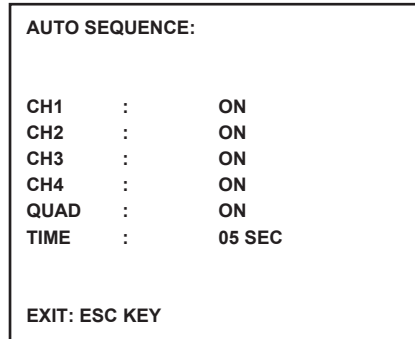 AUTO SEQUENCE:
CH1 : ON
CH2 : ON
CH3 : ON
CH4 : ON
QUAD : ON
TIME : 05 SEC
EXIT: ESC KEY